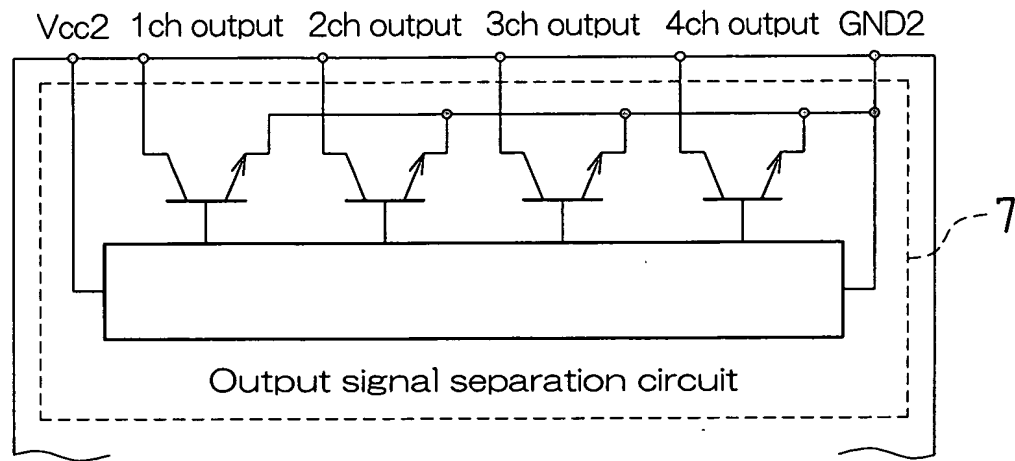 Vcc2 1ch output 2ch output 3ch output 4ch output GND2
7
Output signal separation circuit